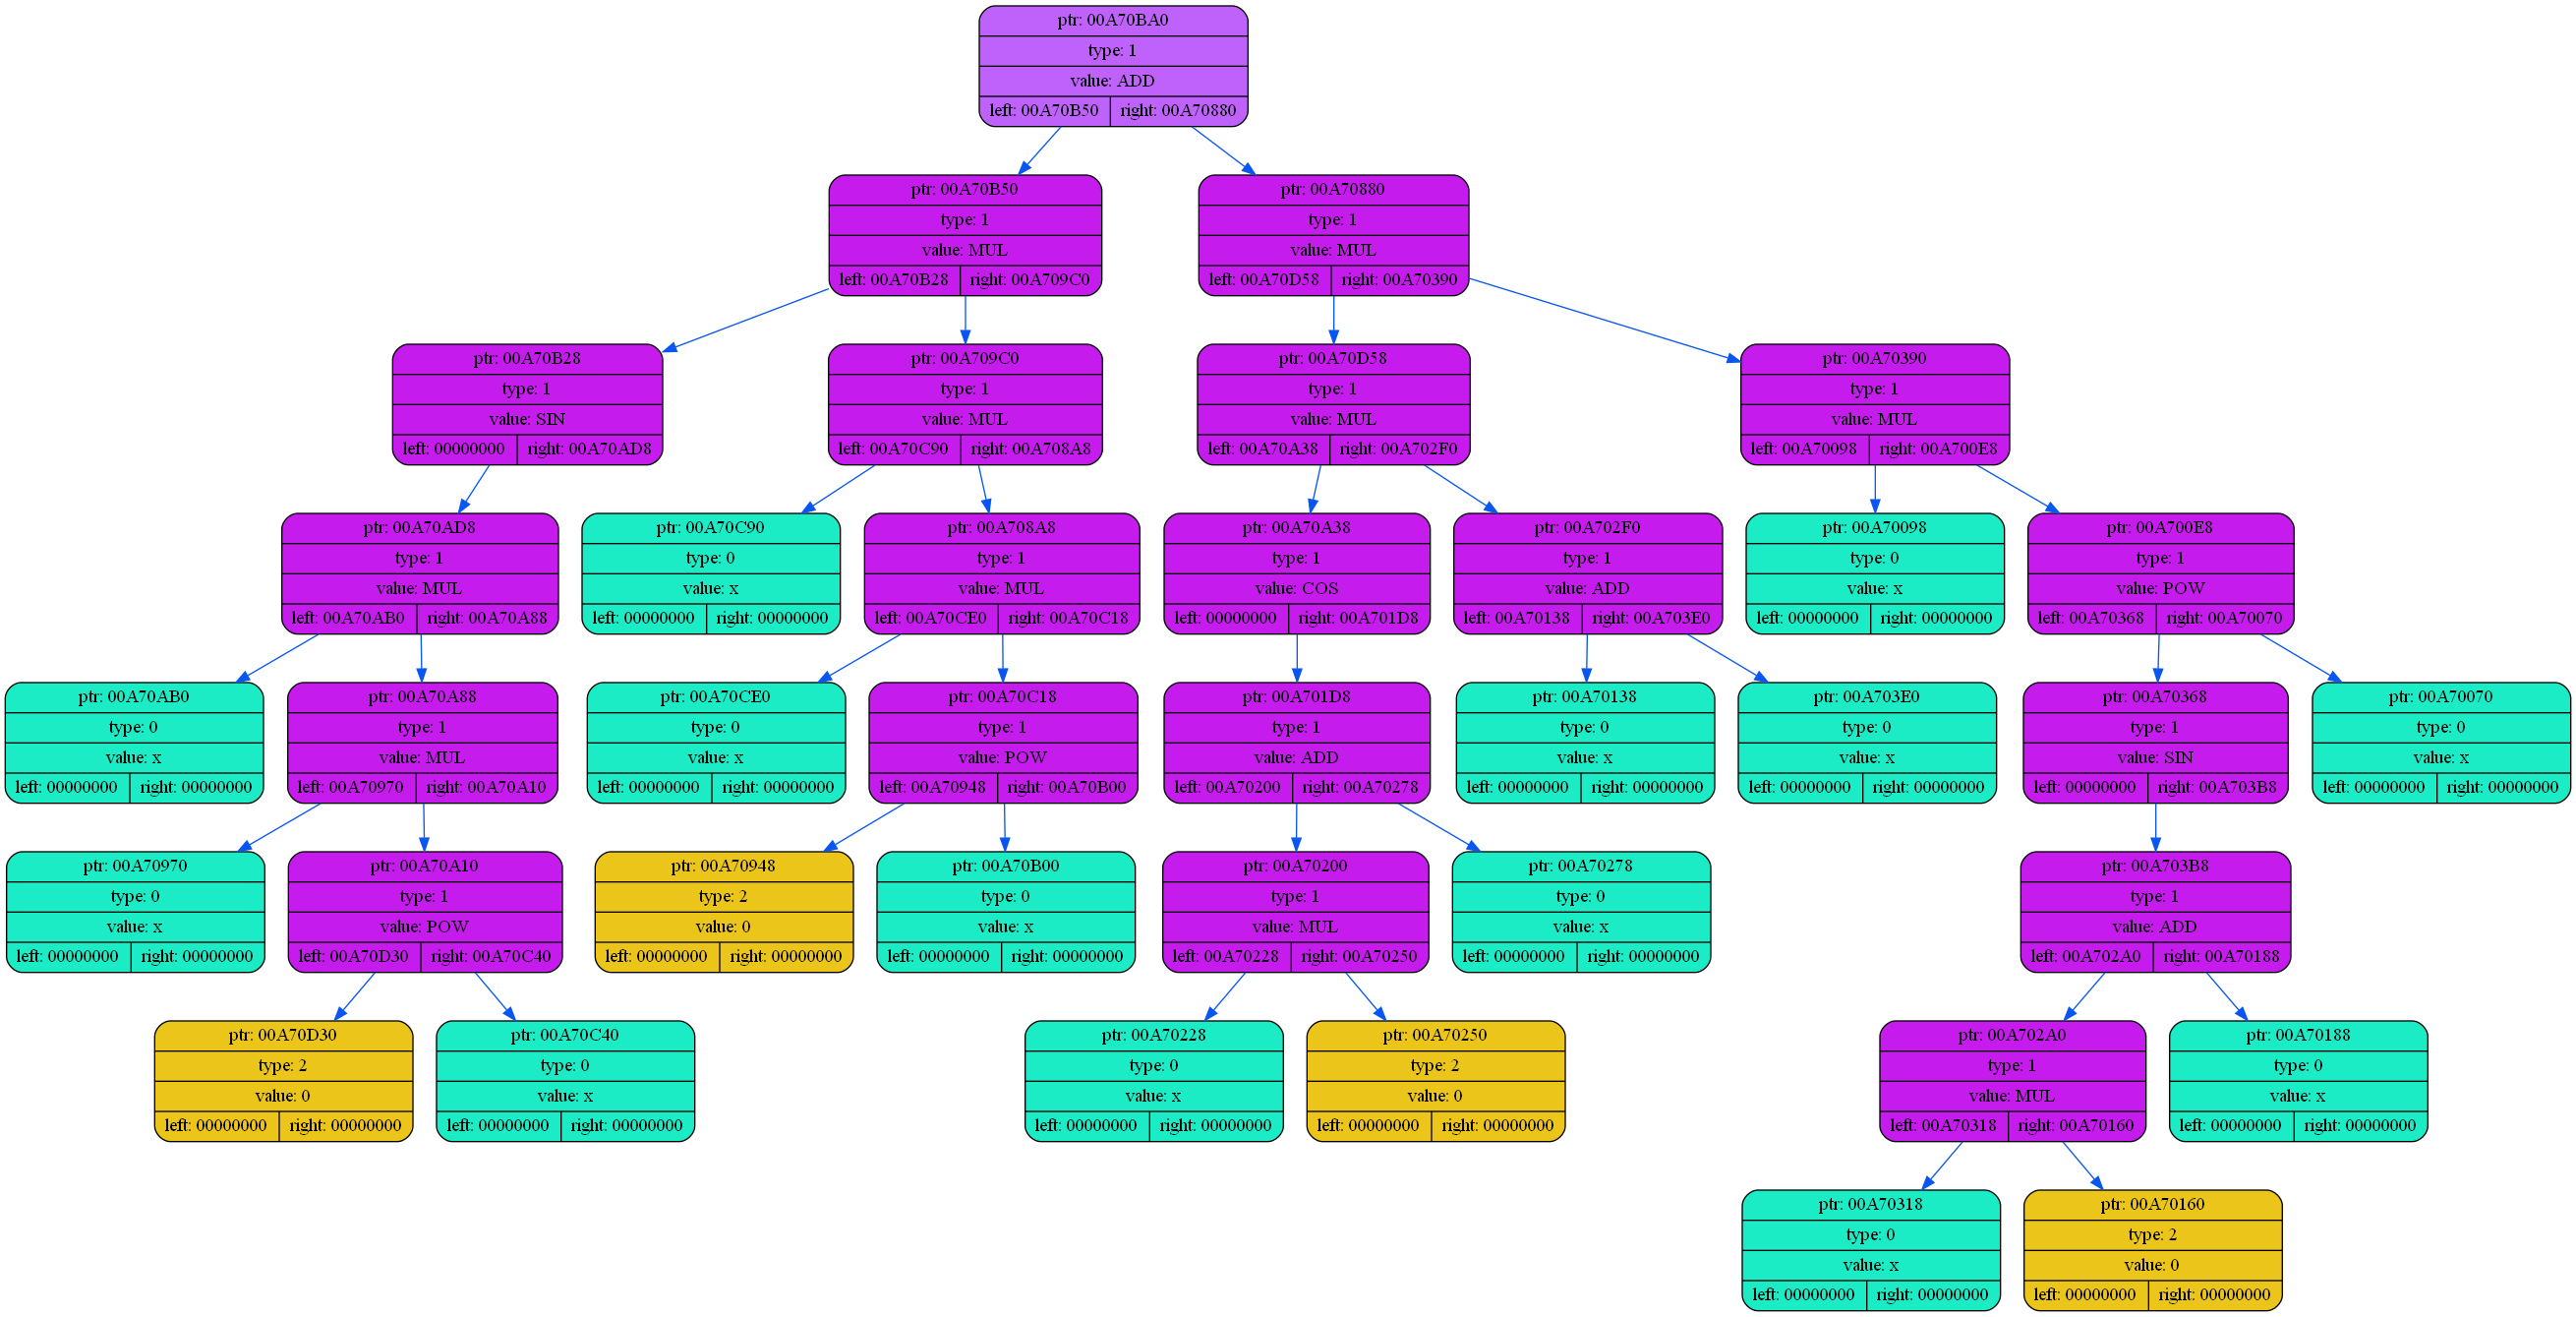 ptr: 00A70BA0
type: 1
value: ADD
left: 00A70B50 right: 00A70880
ptr: 00A70B50
type: 1
value: MUL
left: 00A70B28 right: 00A709C0
ptr: 00A70880
type: 1
value: MUL
left: 00A70D58 right: 00A70390
ptr: 00A70B28
type: 1
value: SIN
left: 00000000 right: 00A70AD8
ptr: 00A709C0
type: 1
value: MUL
left: 00A70C90 right: 00A708A8
ptr: 00A70D58
type: 1
value: MUL
left: 00A70A38 right: 00A702F0
ptr: 00A70390
type: 1
value: MUL
left: 00A70098 right: 00A700E8
ptr: 00A70AD8
type: 1
value: MUL
left: 00A70AB0 right: 00A70A88
ptr: 00A70C90
type: 0
value: x
left: 00000000 right: 00000000
ptr: 00A708A8
type: 1
value: MUL
left: 00A70CE0 right: 00A70C18
ptr: 00A70A38
type: 1
value: COS
left: 00000000 right: 00A701D8
ptr: 00A702F0
type: 1
value: ADD
left: 00A70138 right: 00A703E0
ptr: 00A70098
type: 0
value: x
left: 00000000 right: 00000000
ptr: 00A700E8
type: 1
value: POW
left: 00A70368 right: 00A70070
ptr: 00A70AB0
type: 0
value: x
left: 00000000 right: 00000000
ptr: 00A70A88
type: 1
value: MUL
left: 00A70970 right: 00A70A10
ptr: 00A70CE0
type: 0
value: x
left: 00000000 right: 00000000
ptr: 00A70C18
type: 1
value: POW
left: 00A70948 right: 00A70B00
ptr: 00A701D8
type: 1
value: ADD
left: 00A70200 right: 00A70278
ptr: 00A70138
type: 0
value: x
left: 00000000 right: 00000000
ptr: 00A703E0
type: 0
value: x
left: 00000000 right: 00000000
ptr: 00A70368
type: 1
value: SIN
left: 00000000 right: 00A703B8
ptr: 00A70070
type: 0
value: x
left: 00000000 right: 00000000
ptr: 00A70970
type: 0
value: x
left: 00000000 right: 00000000
ptr: 00A70A10
type: 1
value: POW
left: 00A70D30 right: 00A70C40
ptr: 00A70948
type: 2
value: 0
left: 00000000 right: 00000000
ptr: 00A70B00
type: 0
value: x
left: 00000000 right: 00000000
ptr: 00A70200
type: 1
value: MUL
left: 00A70228 right: 00A70250
ptr: 00A70278
type: 0
value: x
left: 00000000 right: 00000000
ptr: 00A703B8
type: 1
value: ADD
left: 00A702A0 right: 00A70188
ptr: 00A70D30
type: 2
value: 0
left: 00000000 right: 00000000
ptr: 00A70C40
type: 0
value: x
left: 00000000 right: 00000000
ptr: 00A70228
type: 0
value: x
left: 00000000 right: 00000000
ptr: 00A70250
type: 2
value: 0
left: 00000000 right: 00000000
ptr: 00A702A0
type: 1
value: MUL
left: 00A70318 right: 00A70160
ptr: 00A70188
type: 0
value: x
left: 00000000 right: 00000000
ptr: 00A70318
type: 0
value: x
left: 00000000 right: 00000000
ptr: 00A70160
type: 2
value: 0
left: 00000000 right: 00000000